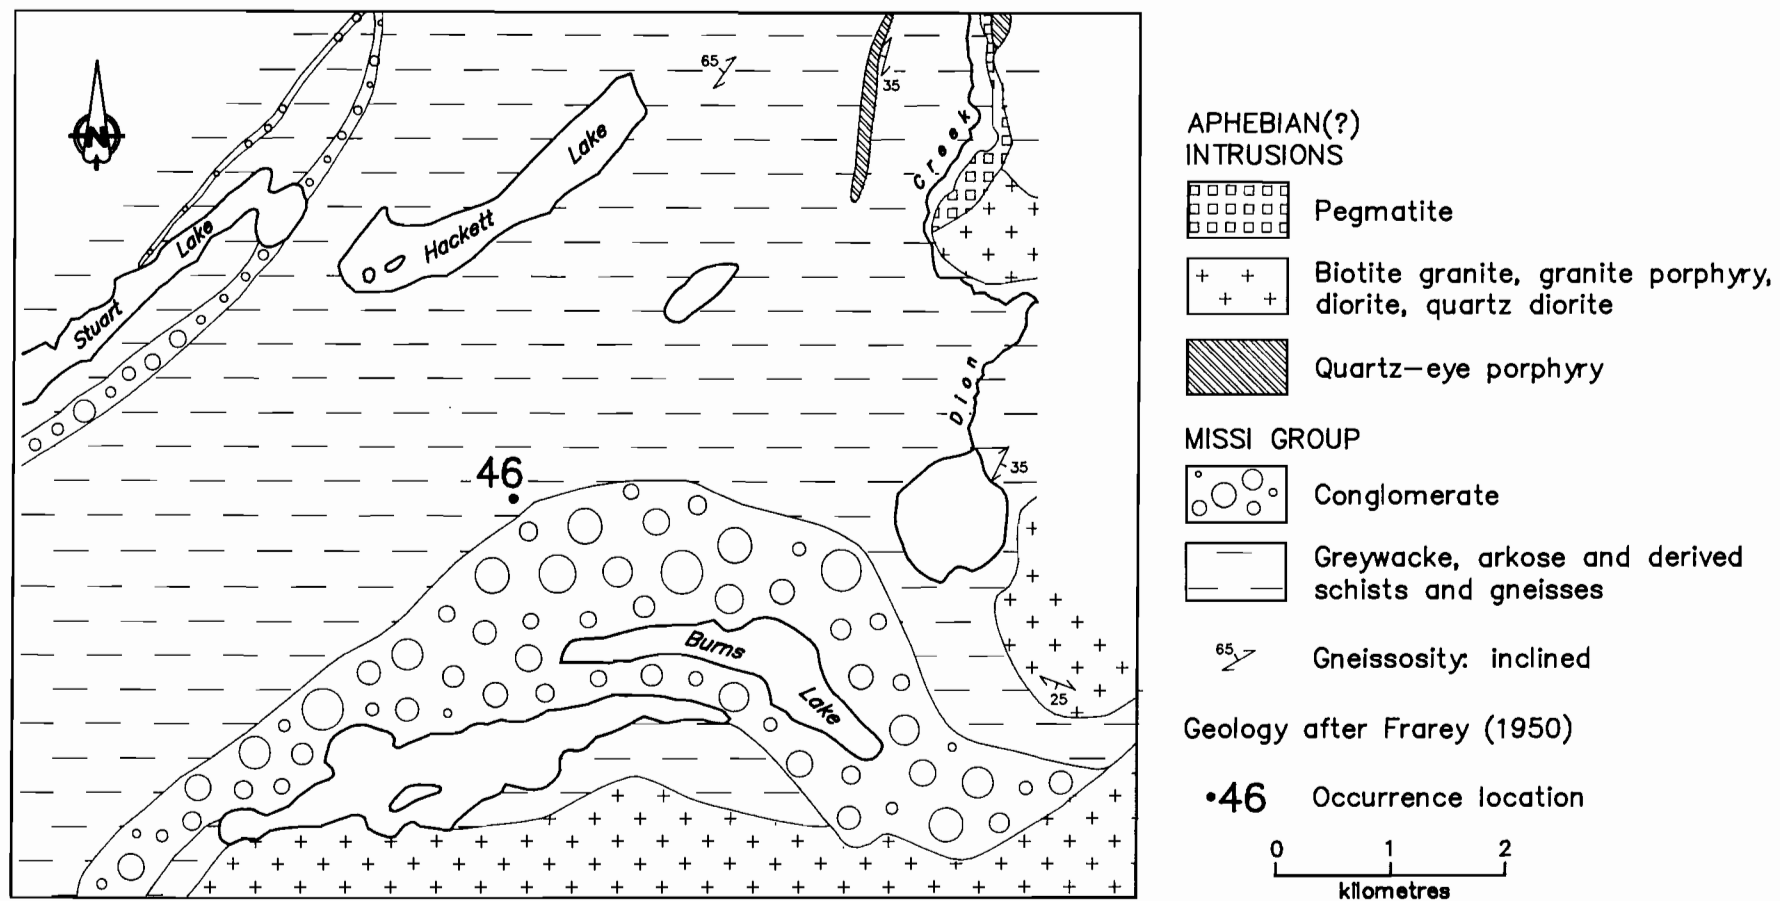 65
35
N
Creek
Lake
Hackett
Lake
Stuart
Dion
46
35
Burns
Lake
25
APHEBIAN(?)
INTRUSIONS
Pegmatite
Biotite granite, granite porphyry,
diorite, quartz diorite
Quartz-eye porphyry
MISSI GROUP
Conglomerate
Greywacke, arkose and derived
schists and gneisses
65 Gneissosity: inclined
Geology after Frarey (1950)
•46 Occurrence location
0 1 2
kilometres